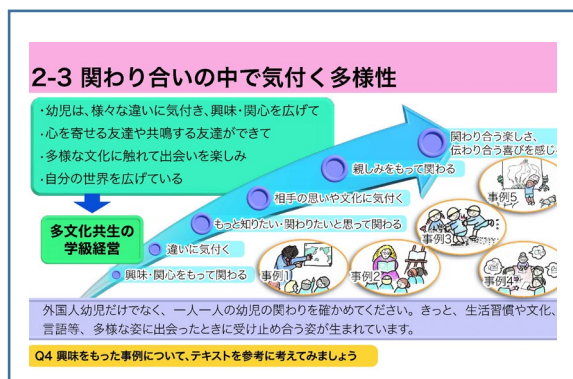 2-3 関わり合いの中で気付く多様性
・幼児は、様々な違いに気付き、興味・関心を広げて
・心を寄せる友達や共鳴する友達ができて
・多様な文化に触れて出会いを楽しみ
・自分の世界を広げている
多文化共生の
学級経営
関わり合う楽しさ、
伝わり合う喜びを感じ
親しみをもって関わる
相手の思いや文化に気付く
もっと知りたい・関わりたいと思って関わる
違いに気付く
興味・関心をもって関わる
事例1
事例2
事例3
事例4
事例5
外国人幼児だけでなく、一人一人の幼児の関わりを確かめてください。きっと、生活習慣や文化、
言語等、多様な姿に出会ったときに受け止め合う姿が生まれています。
Q4 興味をもった事例について、テキストを参考に考えてみましょう